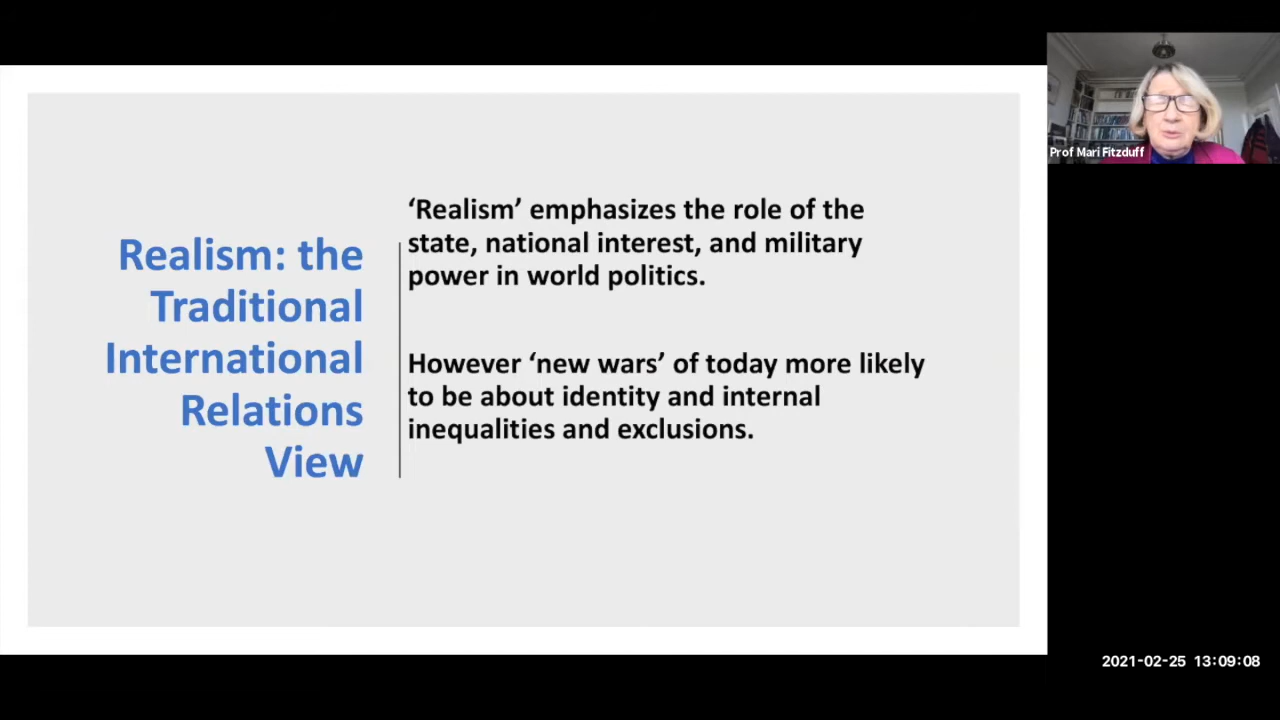 Realism: the
Traditional
International
Relations
View
‘Realism’ emphasizes the role of the
state, national interest, and military
power in world politics.
However ‘new wars’ of today more likely
to be about identity and internal
inequalities and exclusions.
Prof Mari Fitzduff
2021-02-25 13:09:08